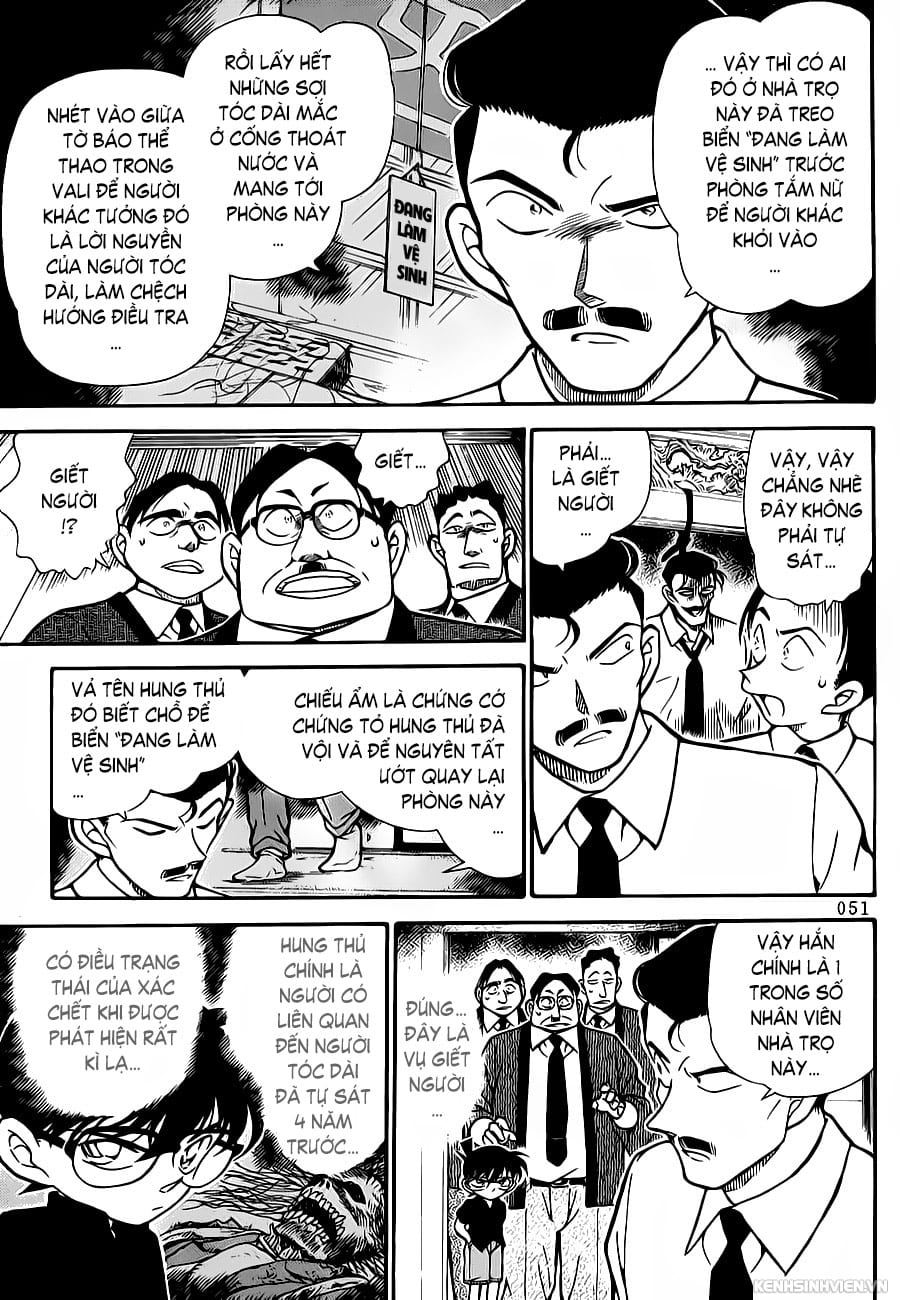 ... VẬY THÌ CÓ AI
ĐÓ Ở NHÀ TRỌ
NÀY ĐÃ TREO
BIỂN "ĐANG LÀM
VỆ SINH" TRƯỚC
PHÒNG TẮM NỮ
ĐỂ NGƯỜI KHÁC
KHÓI VÀO
...
RỒI LẤY HẾT
NHỮNG SỢI
TÓC DÀI MẮC
Ở CỐNG THOÁT
NƯỚC VÀ
MANG TỚI
PHÒNG NÀY
...
ĐANG
LÀM
VỆ
SINH
NHÉT VÀO GIỮA
TỜ BÁO THỂ
THAO TRONG
VALI ĐỂ NGƯỜI
KHÁC TƯỞNG ĐÓ
LÀ LỜI NGUYỀN
CỦA NGƯỜI TÓC
DÀI, LÀM CHỆCH
HƯỚNG ĐIỀU TRA
...
VẬY, VẬY
CHẲNG NHẼ
ĐÂY KHÔNG
PHẢI TỰ
SÁT...
PHẢI...
LÀ GIẾT
NGƯỜI
...
GIẾT...
GIẾT
NGƯỜI
!?
CHIẾU ẨM LÀ CHỨNG CỚ
CHỨNG TỎ HUNG THỦ ĐÃ
VỘI VÀ ĐỂ NGUYÊN TẤT
ƯỚT QUAY LẠI
PHÒNG NÀY
...
VẢ TÊN HUNG THỦ
ĐÓ BIẾT CHỖ ĐỂ
BIỂN "ĐANG LÀM
VỆ SINH"
...
051
VẬY HẮN
CHÍNH LÀ 1
TRONG SỐ
NHÂN VIÊN
NHÀ TRỌ
NÀY...
ĐÚNG...
ĐÂY LÀ
VỤ GIẾT
NGƯỜI
...
HUNG THỦ
CHÍNH LÀ
NGƯỜI CÓ
LIÊN QUAN
ĐẾN NGƯỜI
TÓC DÀI
ĐÃ TỰ SÁT
4 NĂM
TRƯỚC...
CÓ ĐIỀU TRẠNG
THÁI CỦA XÁC
CHẾT KHI ĐƯỢC
PHÁT HIỆN RẤT
KÌ LẠ...
KENHSINHVIEN.VN